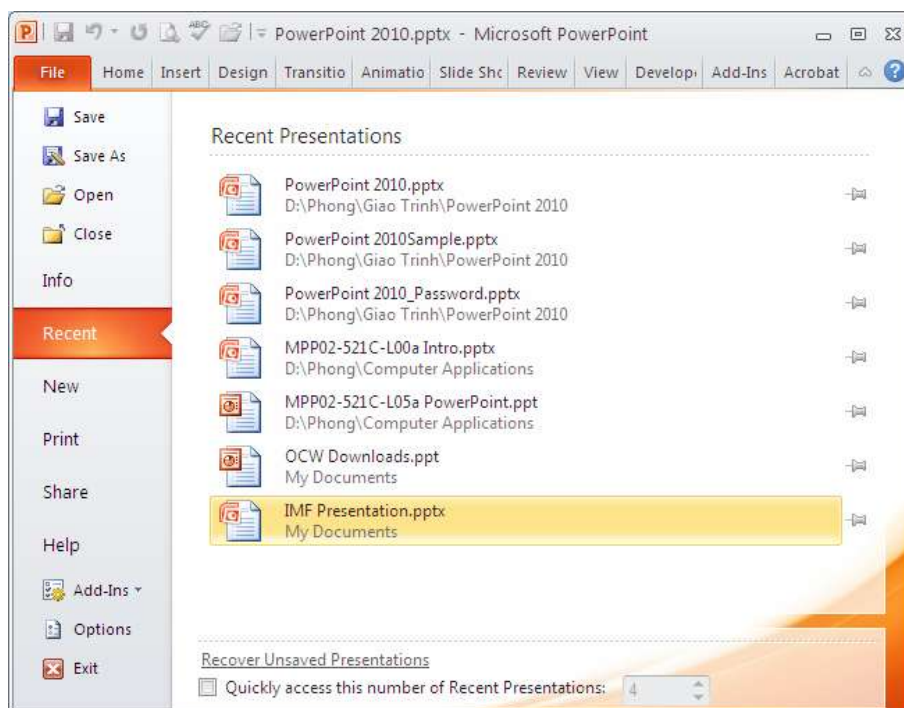 PowerPoint 2010.pptx - Microsoft PowerPoint
File Home Insert Design Transitio Animatio Slide Sho Review View Develop Add-Ins Acrobat
Save
Save As
Open
Close
Info
Recent
New
Print
Share
Help
Add-Ins
Options
Exit
Recent Presentations
PowerPoint 2010.pptx
D:\Phong\Giao Trinh\PowerPoint 2010
PowerPoint 2010Sample.pptx
D:\Phong\Giao Trinh\PowerPoint 2010
PowerPoint 2010_Password.pptx
D:\Phong\Giao Trinh\PowerPoint 2010
MPP02-521C-L00a Intro.pptx
D:\Phong\Computer Applications
MPP02-521C-L05a PowerPoint.ppt
D:\Phong\Computer Applications
OCW Downloads.ppt
My Documents
IMF Presentation.pptx
My Documents
Recover Unsaved Presentations
Quickly access this number of Recent Presentations: 4